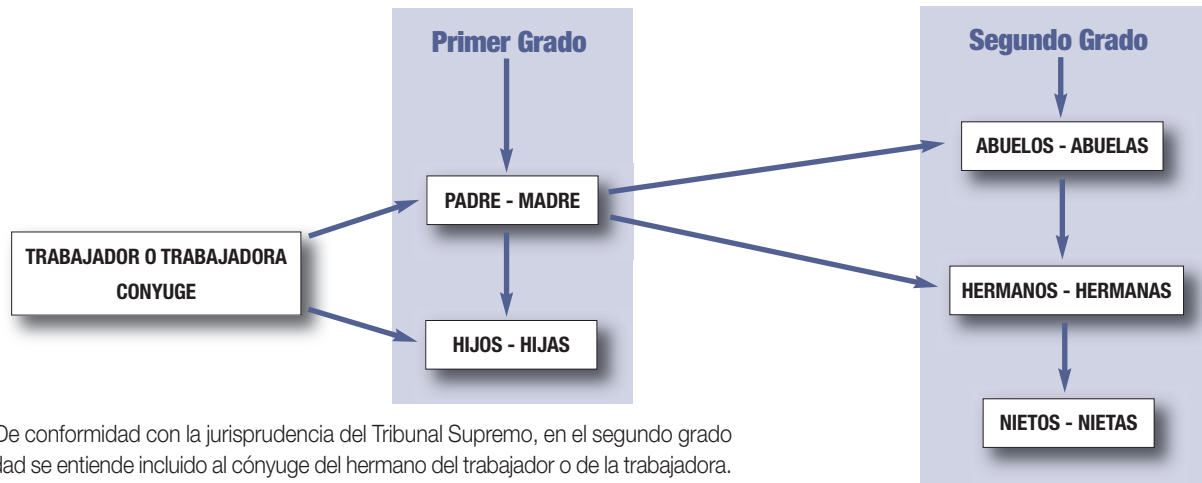 Primer Grado
Segundo Grado
ABUELOS - ABUELAS
PADRE - MADRE
TRABAJADOR O TRABAJADORA
CONYUGE
HERMANOS - HERMANAS
HIJOS - HIJAS
NIETOS - NIETAS
De conformidad con la jurisprudencia del Tribunal Supremo, en el segundo grado
se entiende incluido al cónyuge del hermano del trabajador o de la trabajadora.